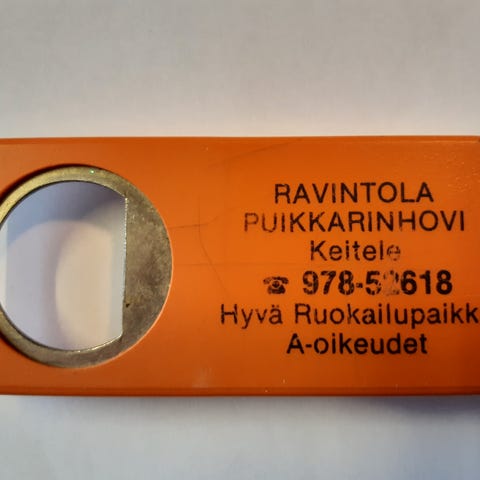 RAVINTOLA
PUIKKARINHOVI
Keitele
☎ 978-52618
Hyvä Ruokailupaikk
A-oikeudet